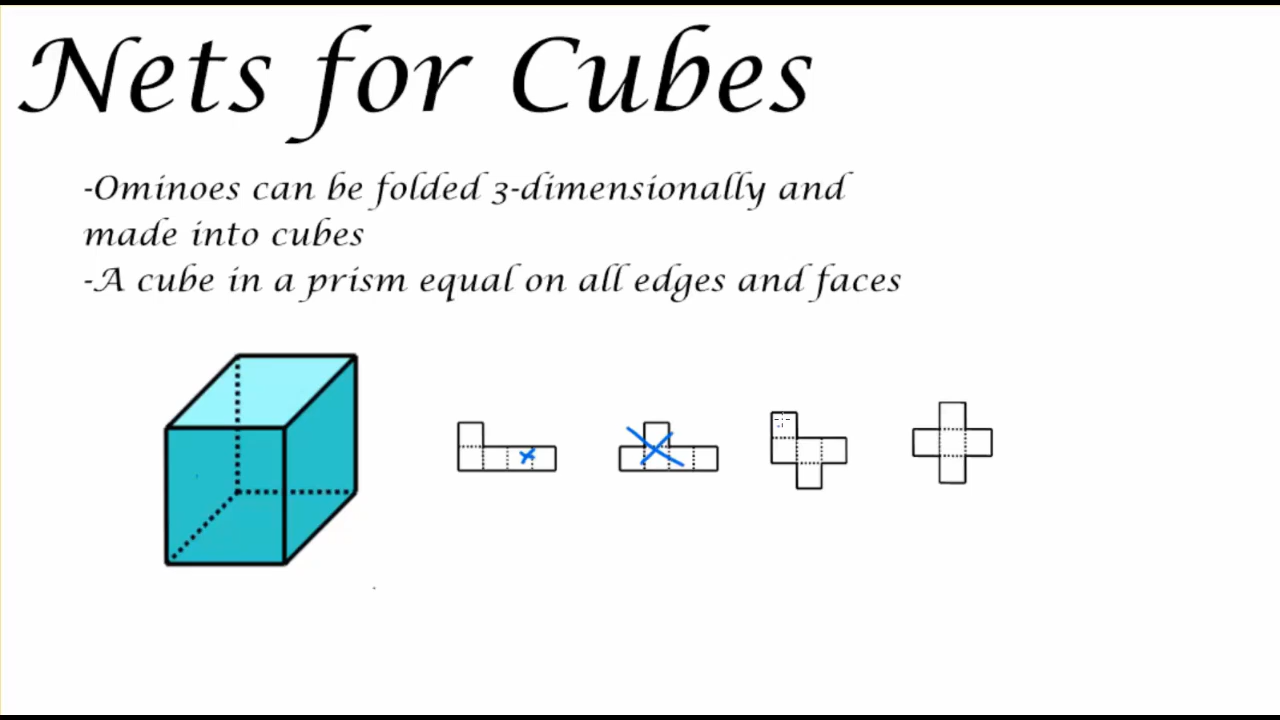 Nets for Cubes
-Ominoes can be folded 3-dimensionally and
made into cubes
-A cube in a prism equal on all edges and faces